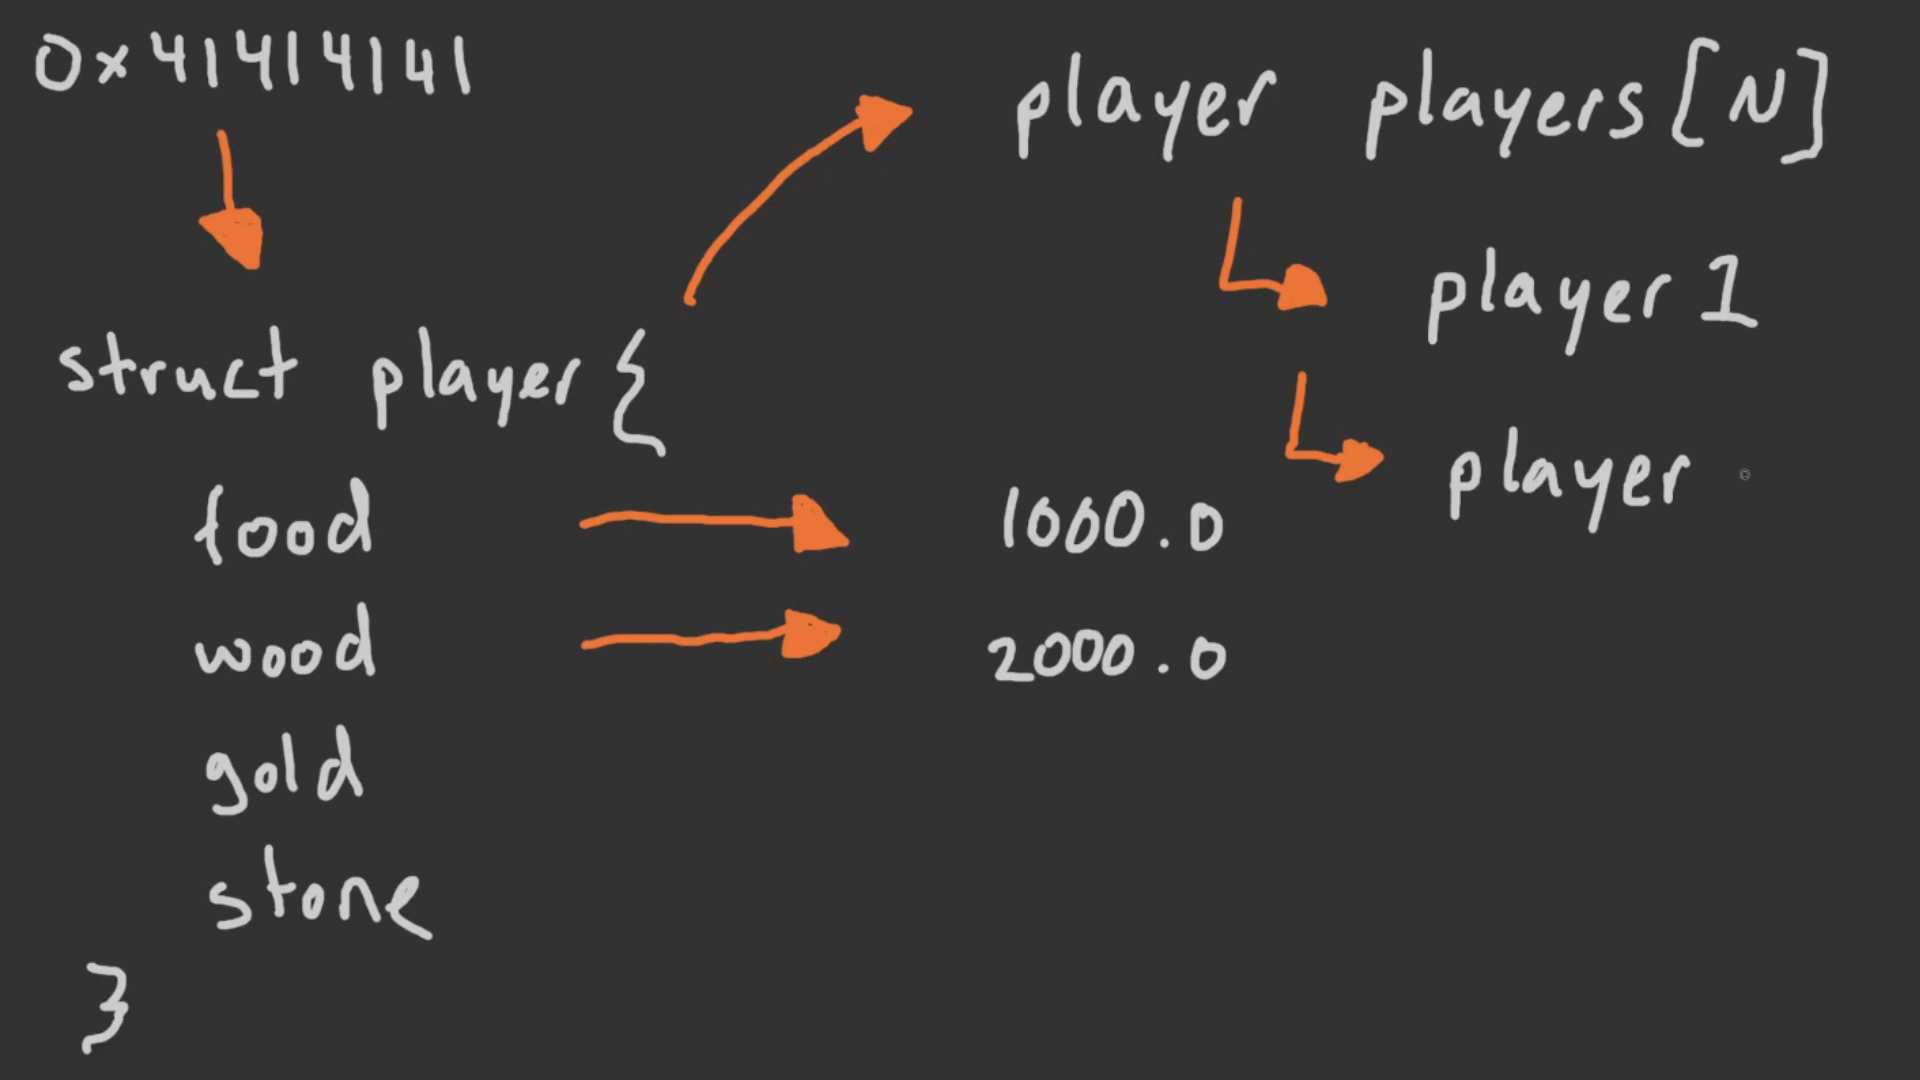 0x41414141
player players[N]
player 1
struct player {
player
food 1000.0
wood 2000.0
gold
stone
}